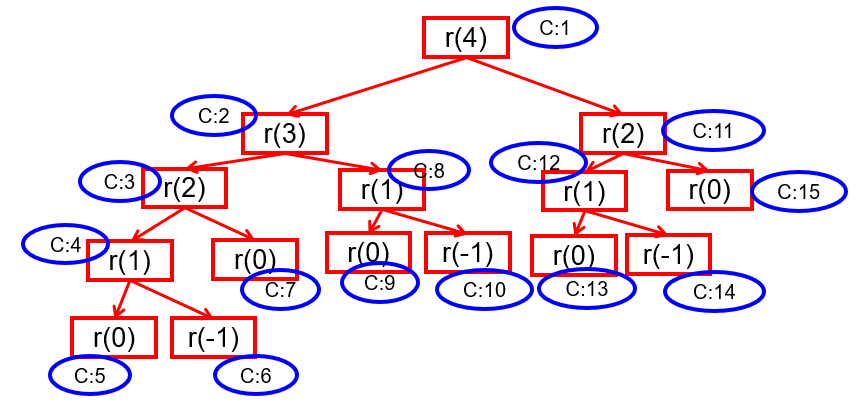 r(4)
C:1
C:2
r(3)
r(2)
C:11
C:3
r(2)
r(1)
C:8
C:12
r(1)
r(0)
C:15
C:4
r(1)
r(0)
C:7
r(0)
C:9
r(-1)
C:10
r(0)
C:13
r(-1)
C:14
r(0)
r(-1)
C:5
C:6